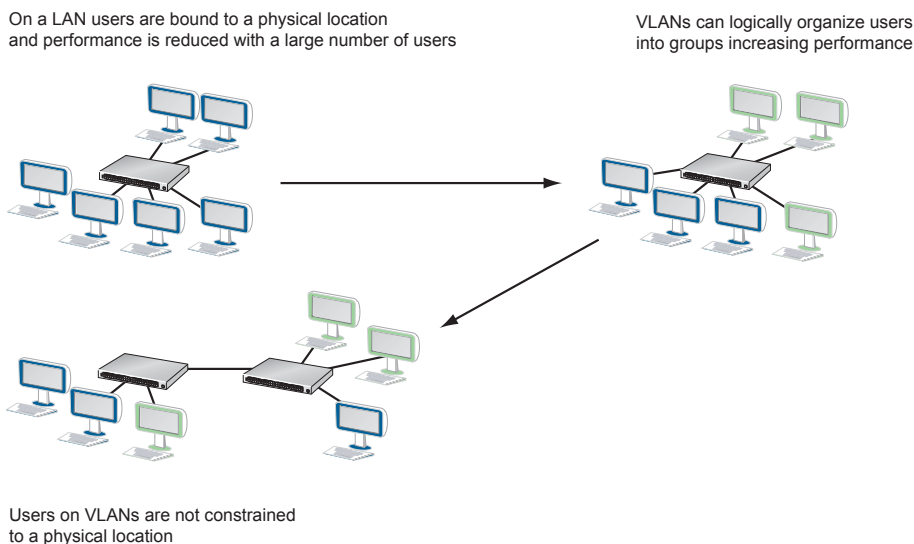 On a LAN users are bound to a physical location
and performance is reduced with a large number of users
VLANs can logically organize users
into groups increasing performance
Users on VLANs are not constrained
to a physical location